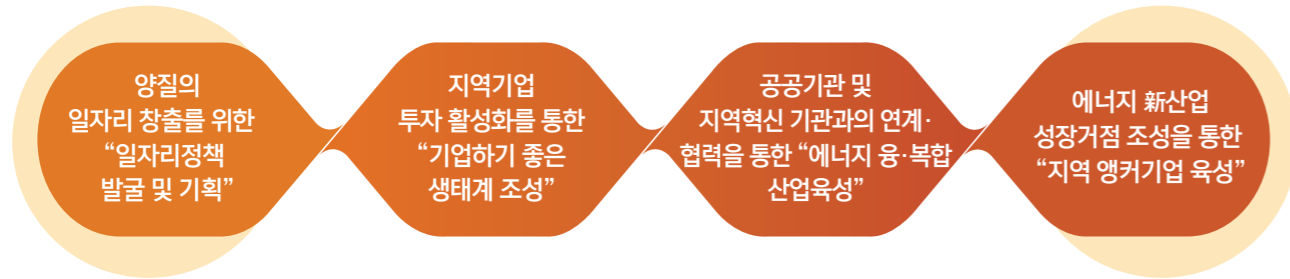 양질의
일자리 창출를 위한
“일자리정책
발굴 및 기획”
지역기업
투자 활성화를 통한
“기업하기 좋은
생태계 조성”
공공기관 및
지역혁신 기관과의 연계·
협력을 통한 “에너지 융·복합
산업육성”
에너지 新산업
성장거점 조성을 통한
“지역 앵커기업 육성”